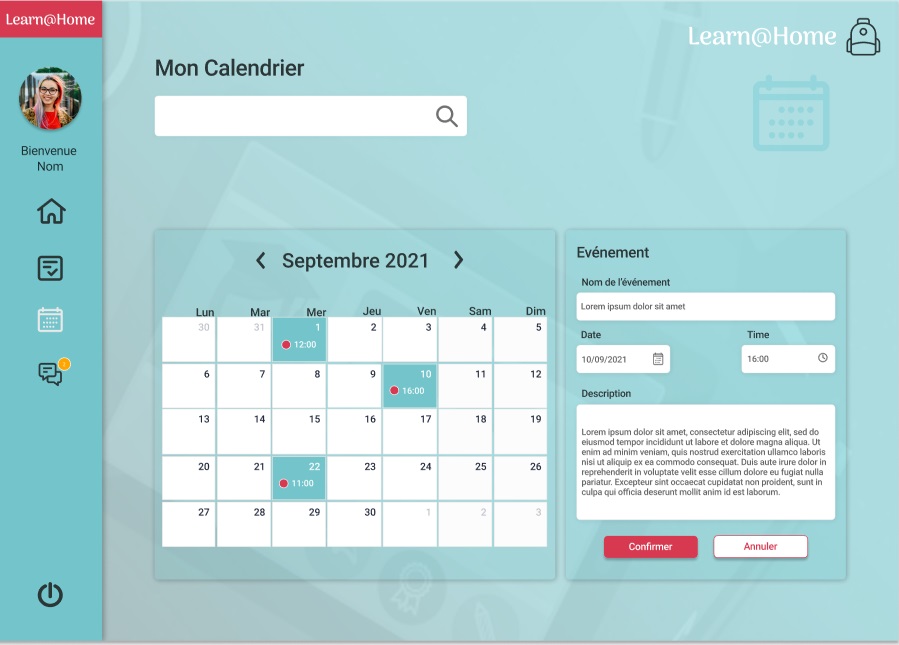 Learn@Home
Learn@Home
Bienvenue
Nom
Mon Calendrier
Septembre 2021
Lun Mar Mer Jeu Ven Sam Dim
30 31 1 2 3 4 5
12:00
6 7 8 9 10 11 12
16:00
13 14 15 16 17 18 19
20 21 22 23 24 25 26
11:00
27 28 29 30 1 2 3
Evénement
Nom de l'événement
Lorem ipsum dolor sit amet
Date Time
10/09/2021 16:00
Description
Lorem ipsum dolor sit amet, consectetur adipiscing elit, sed do
eiusmod tempor incididunt ut labore et dolore magna aliqua. Ut
enim ad minim veniam, quis nostrud exercitation ullamco laboris
nisi ut aliquip ex ea commodo consequat. Duis aute irure dolor in
reprehenderit in voluptate velit esse cillum dolore eu fugiat nulla
pariatur. Excepteur sint occaecat cupidatat non proident, sunt in
culpa qui officia deserunt mollit anim id est laborum.
Confirmer Annuler